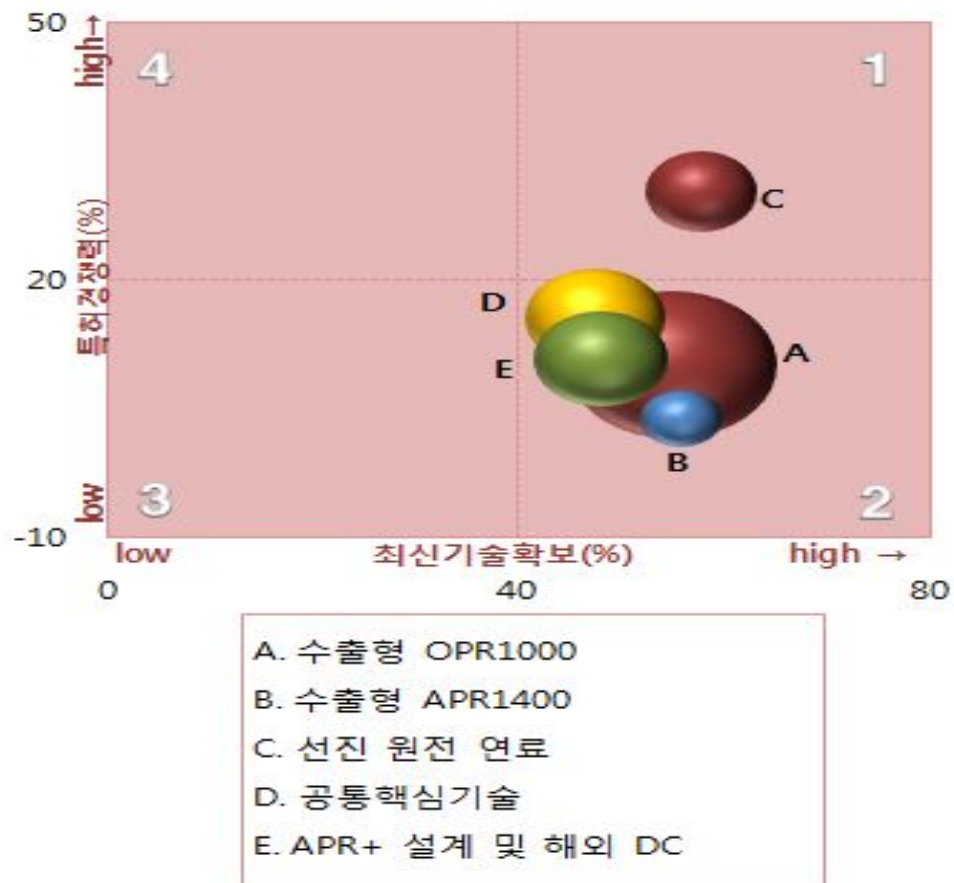 50
high→
4
1
C
특허경쟁력(%)
20
D
A
E
B
low
3
2
-10
low 최신기술확보(%) high →
0 40 80
A. 수출형 OPR1000
B. 수출형 APR1400
C. 선진 원전 연료
D. 공통핵심기술
E. APR+ 설계 및 해외 DC